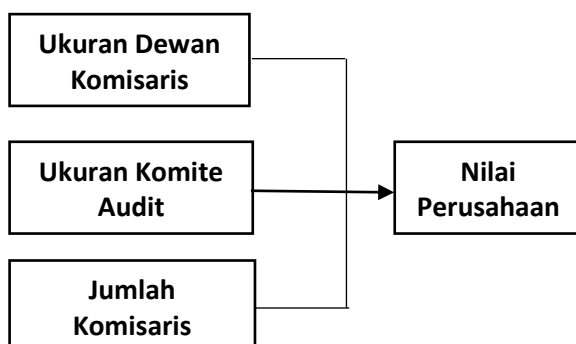 Ukuran Dewan
Komisaris
Ukuran Komite
Audit
Nilai
Perusahaan
Jumlah
Komisaris